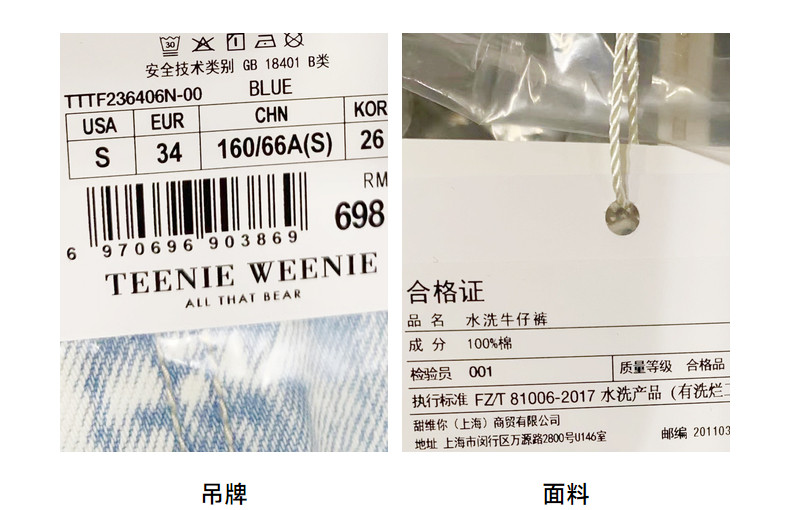 30
安全技术类别 GB 18401 B类
TTTF236406N-00 BLUE
USA EUR CHN KOR
S 34 160/66A(S) 26
RM
698
6 970696 903869
TEENIE WEENIE
ALL THAT BEAR
吊牌
合格证
品 名 水洗牛仔裤
成 分 100%棉
检验员 001 质量等级 合格品
执行标准 FZ/T 81006-2017 水洗产品（有洗烂
甜维你（上海）商贸有限公司
地址 上海市闵行区万源路2800号U146室 邮编 201103
面料